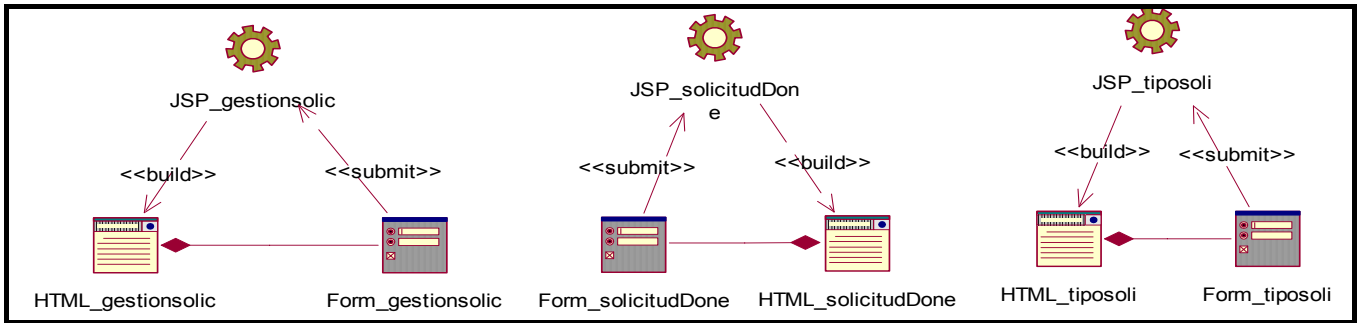 JSP_gestionsolic
<<build>>
<<submit>>
HTML_gestionsolic
Form_gestionsolic
JSP_solicitudDon
e
<<submit>>
<<build>>
Form_solicitudDone
HTML_solicitudDone
JSP_tiposoli
<<build>>
<<submit>>
HTML_tiposoli
Form_tiposoli